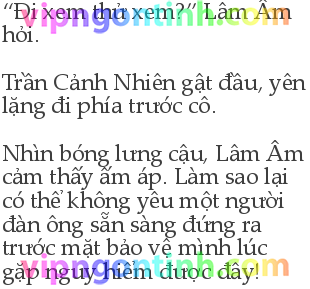 “Đi xem thử xem?” Lâm Âm
hỏi.
Trần Cảnh Nhiên gật đầu, yên
lặng đi phía trước cô.
Nhìn bóng lưng cậu, Lâm Âm
cảm thấy ấm áp. Làm sao lại
có thể không yêu một người
đàn ông sẵn sàng đứng ra
trước mặt bảo vệ mình lúc
gặp nguy hiểm được đây!
vipngontinh.com
vipngontinh.com